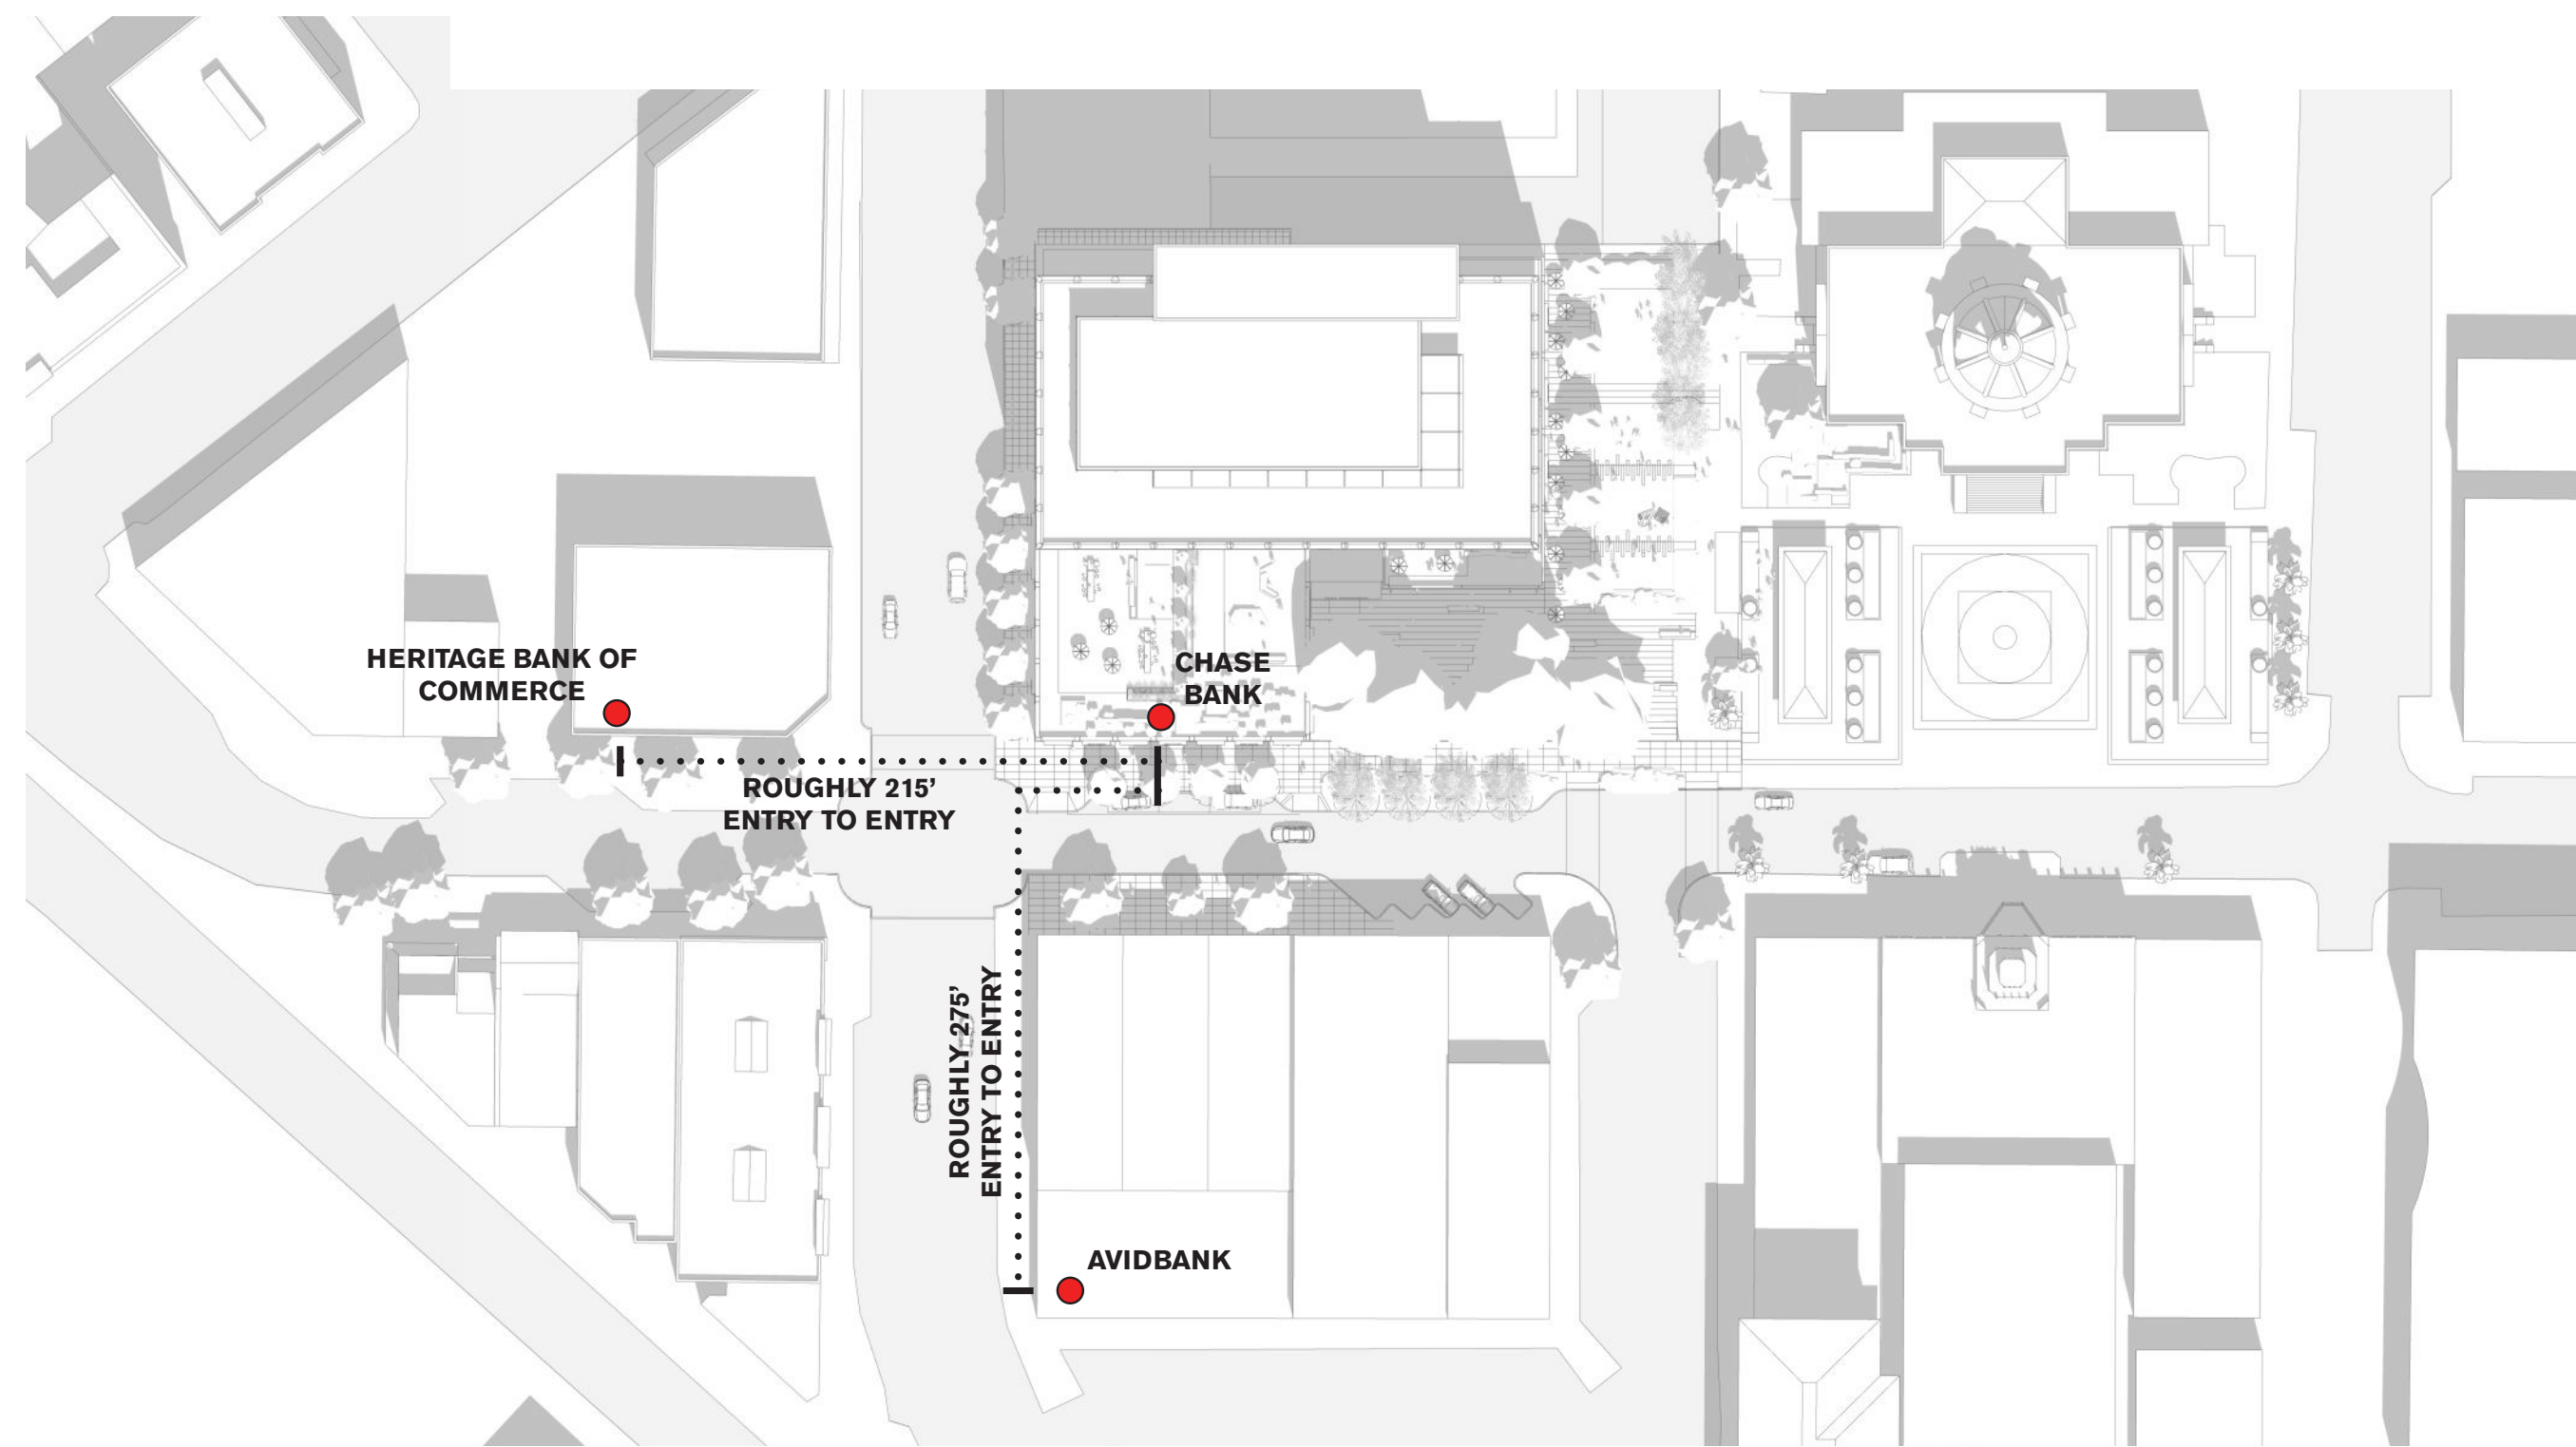 HERITAGE BANK OF
COMMERCE
CHASE
BANK
ROUGHLY 215’
ENTRY TO ENTRY
ROUGHLY 275’
ENTRY TO ENTRY
AVIDBANK